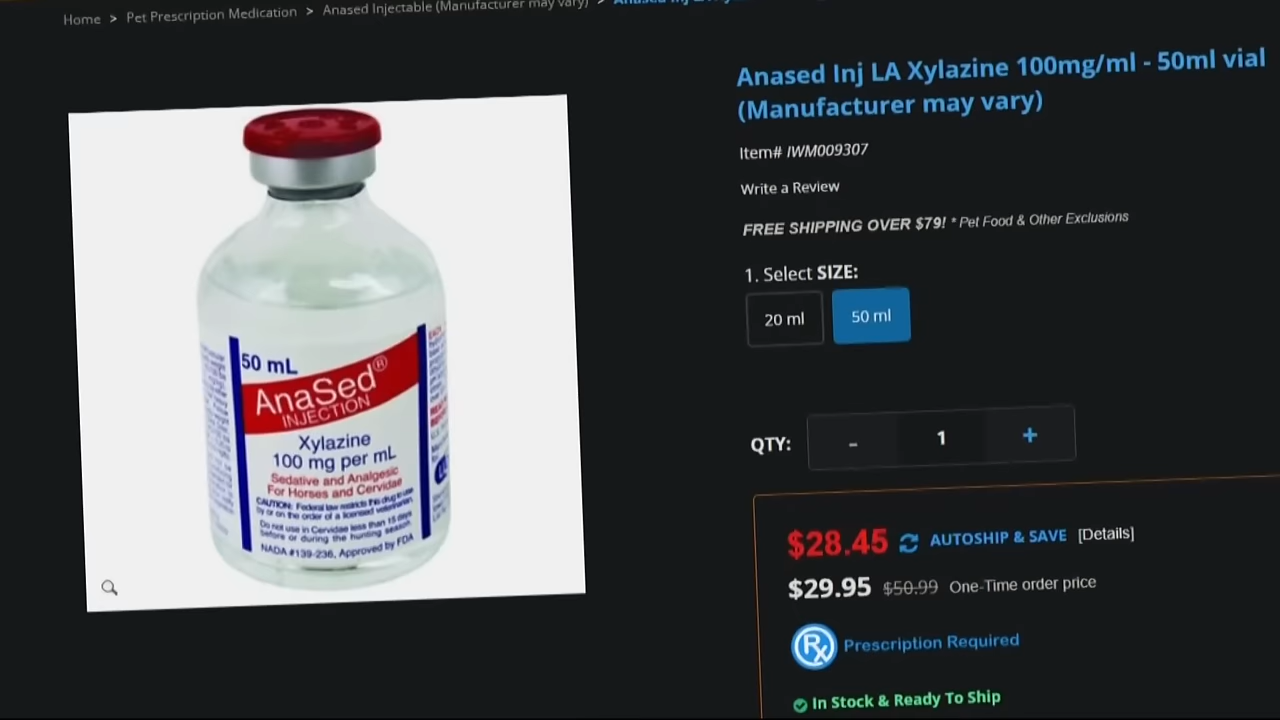 Home > Pet Prescription Medication > Anased Injectable (Manufacturer may vary) >
Anased Inj LA Xylazine 100mg/ml - 50ml vial
(Manufacturer may vary)
Item# IWM009307
Write a Review
FREE SHIPPING OVER $79! * Pet Food & Other Exclusions
1. Select SIZE:
20 ml
50 ml
QTY:
- 1 +
$28.45 AUTOSHIP & SAVE [Details]
$29.95 $50.99 One-Time order price
Rx Prescription Required
In Stock & Ready To Ship
50 mL
AnaSed®
INJECTION
Xylazine
100 mg per mL
Sedative and Analgesic
For Horses and Cervidae
CAUTION: Federal law restricts this drug to use
by or on the order of a licensed veterinarian.
Do not use in Cervidae less than 15 days
before or during the hunting season.
NADA #139-236, Approved by FDA